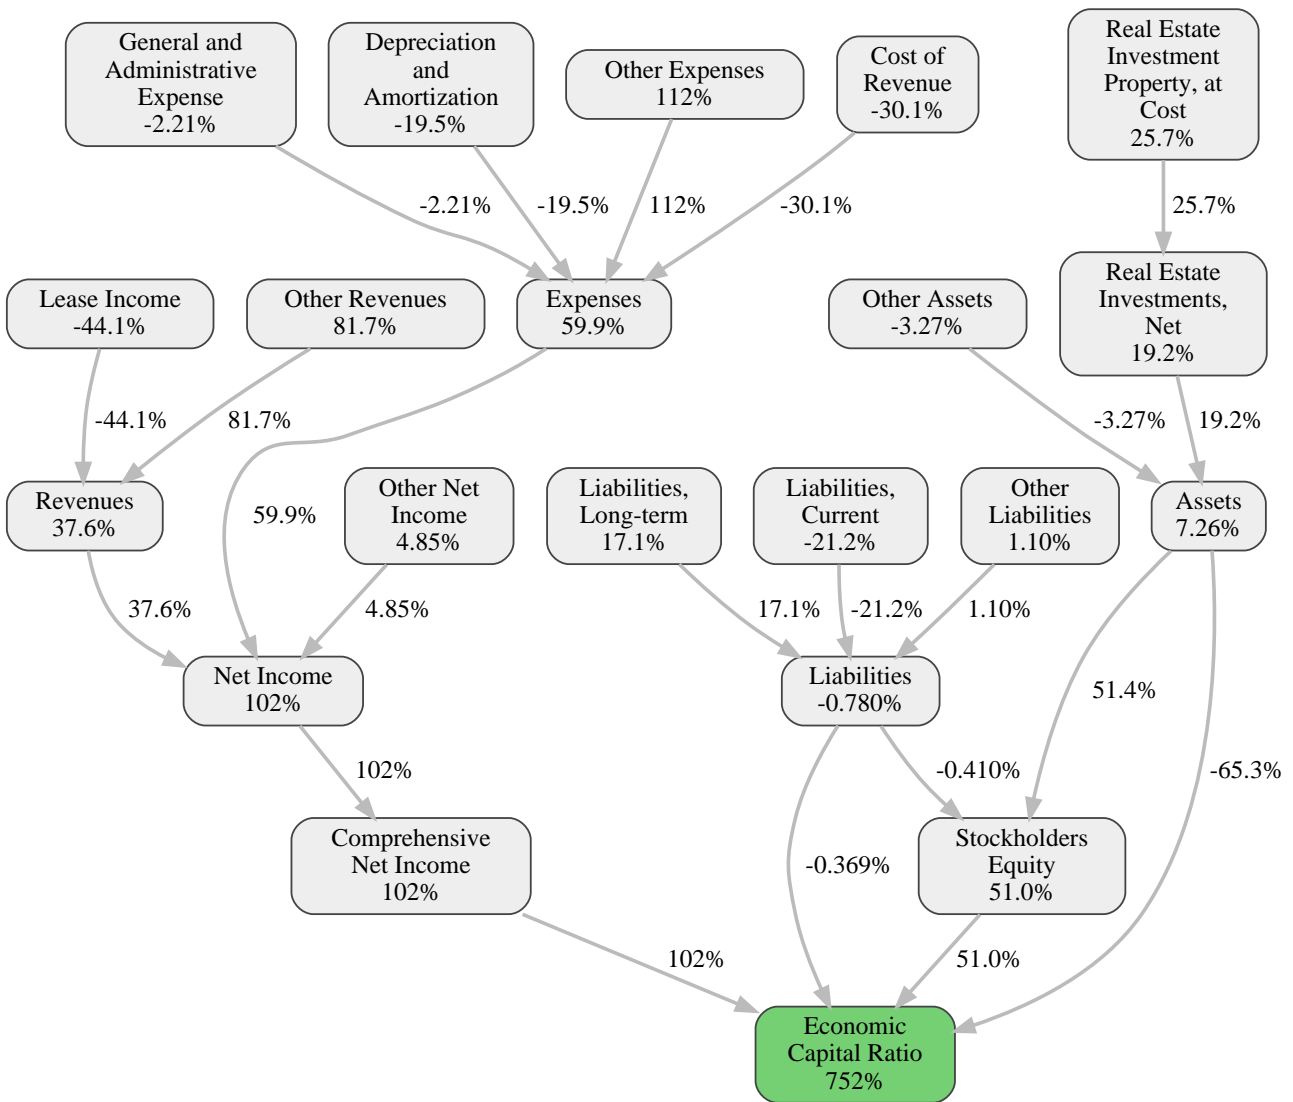 General and
Administrative
Expense
-2.21%
Depreciation
and
Amortization
-19.5%
Other Expenses
112%
Cost of
Revenue
-30.1%
Real Estate
Investment
Property, at
Cost
25.7%
-2.21%
-19.5%
112%
-30.1%
25.7%
Lease Income
-44.1%
Other Revenues
81.7%
Expenses
59.9%
Other Assets
-3.27%
Real Estate
Investments,
Net
19.2%
-44.1%
81.7%
-3.27%
19.2%
Revenues
37.6%
59.9%
Other Net
Income
4.85%
Liabilities,
Long-term
17.1%
Liabilities,
Current
-21.2%
Other
Liabilities
1.10%
Assets
7.26%
37.6%
4.85%
17.1%
-21.2%
1.10%
Net Income
102%
Liabilities
-0.780%
51.4%
102%
-0.410%
-65.3%
Comprehensive
Net Income
102%
-0.369%
Stockholders
Equity
51.0%
102%
51.0%
Economic
Capital Ratio
752%